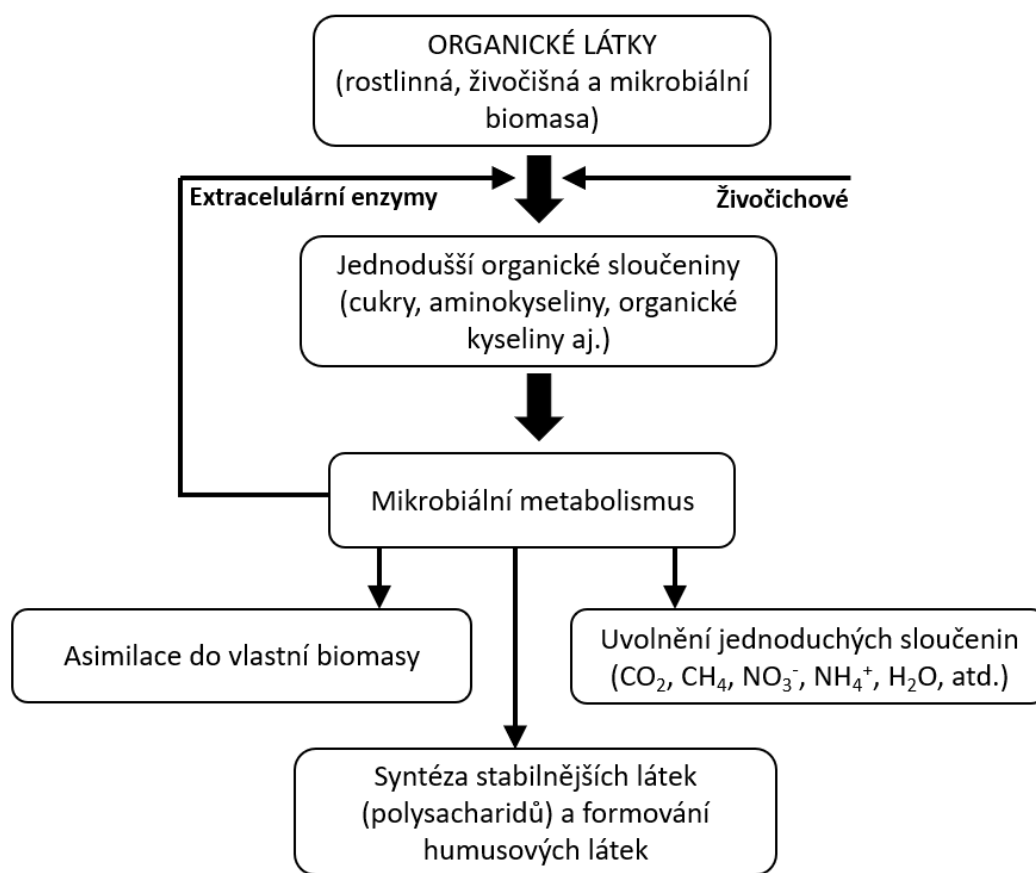 ORGANICKÉ LÁTKY
(rostlinná, živočišná a mikrobiální
biomasa)
Extracelulární enzymy
Živočichové
Jednodušší organické sloučeniny
(cukry, aminokyseliny, organické
kyseliny aj.)
Mikrobiální metabolismus
Asimilace do vlastní biomasy
Uvolnění jednoduchých sloučenin
(CO₂, CH₄, NO₃⁻, NH₄⁺, H₂O, atd.)
Syntéza stabilnějších látek
(polysacharidů) a formování
humusových látek